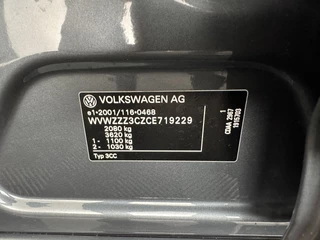 VOLKSWAGEN AG
e1*2001/116*0468
WVWZZZ3CZCE719229
2080 kg
3620 kg
1 - 1100 kg
2 - 1030 kg
Typ 3CC